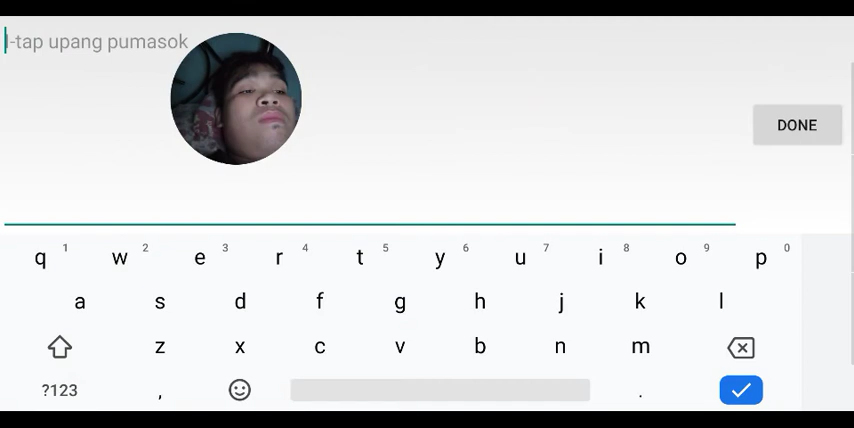 I-tap upang pumasok
DONE
q 1 w 2 e 3 r 4 t 5 y 6 u 7 i 8 o 9 p 0
a s d f g h j k l
z x c v b n m
?123 , .